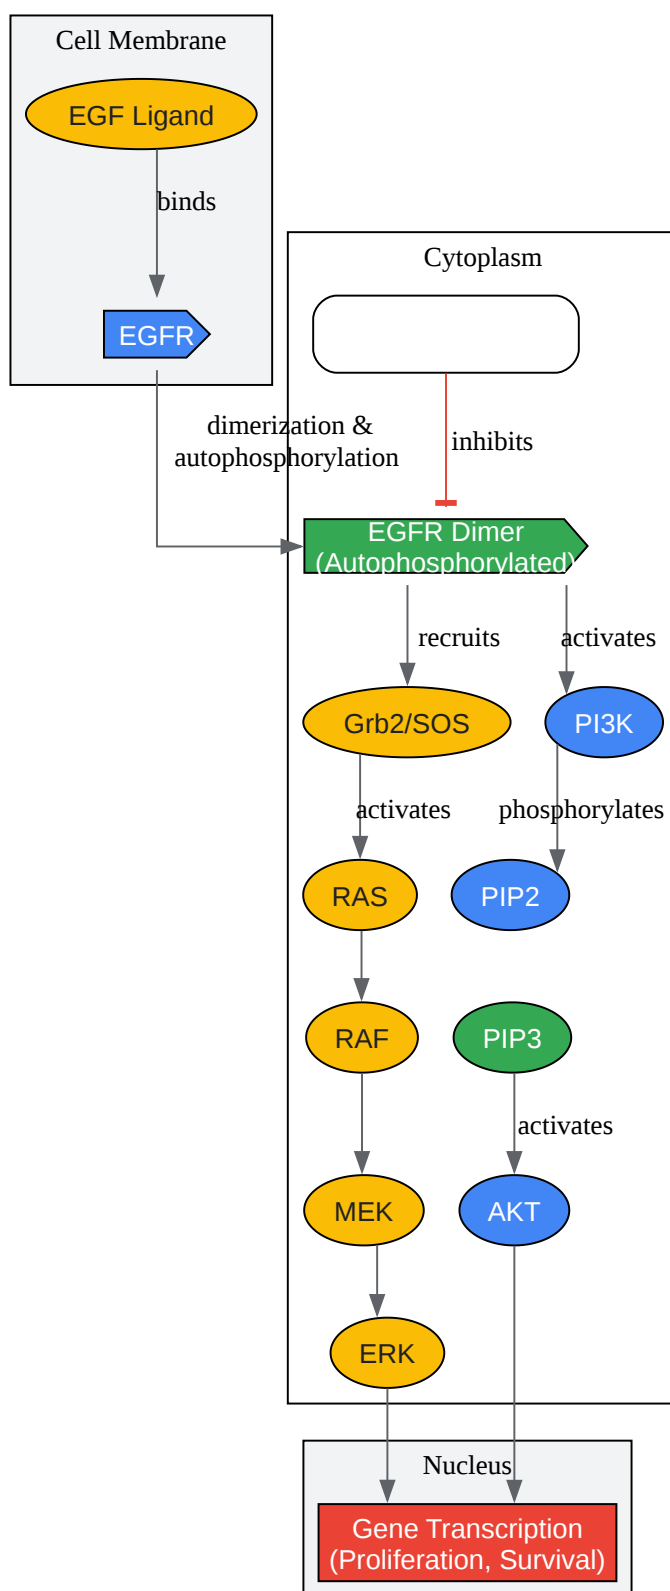 Cell Membrane
EGF Ligand
binds
EGFR
Cytoplasm
dimerization &
autophosphorylation
inhibits
EGFR Dimer
(Autophosphorylated)
recruits
activates
Grb2/SOS
PI3K
activates
phosphorylates
RAS
PIP2
RAF
PIP3
activates
MEK
AKT
ERK
Nucleus
Gene Transcription
(Proliferation, Survival)